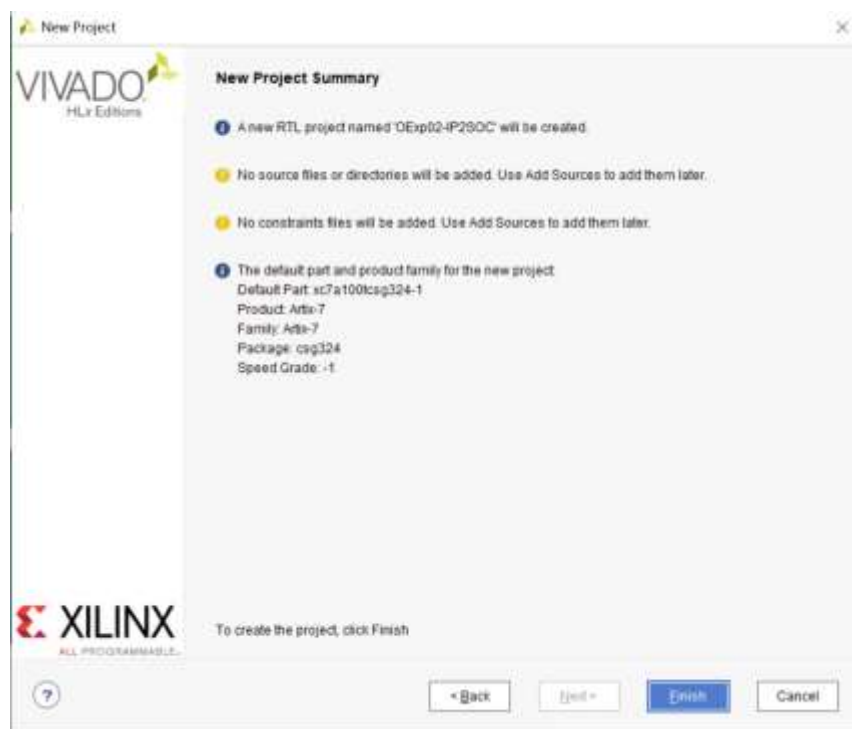 New Project
VIVADO
HLx Editions
New Project Summary
A new RTL project named 'OExp02-IP2SOC' will be created.
No source files or directories will be added. Use Add Sources to add them later.
No constraints files will be added. Use Add Sources to add them later.
The default part and product family for the new project:
Default Part: xc7a100tcsg324-1
Product: Artix-7
Family: Artix-7
Package: csg324
Speed Grade: -1
XILINX
ALL PROGRAMMABLE.
To create the project, click Finish
?
< Back
Next >
Finish
Cancel